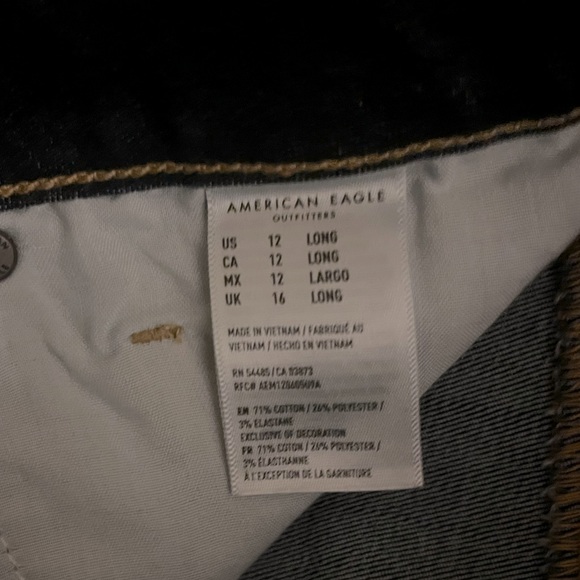 AMERICAN EAGLE
OUTFITTERS
US 12 LONG
CA 12 LONG
MX 12 LARGO
UK 16 LONG
MADE IN VIETNAM / FABRIQUÉ AU
VIETNAM / HECHO EN VIETNAM
RN 54485 / CA 93873
EN 71% COTTON / 26% POLYESTER /
3% ELASTANE
EXCLUSIVE OF DECORATION
FR 71% COTON / 26% POLYESTER /
3% ÉLASTHANNE
À L'EXCEPTION DE LA GARNITURE